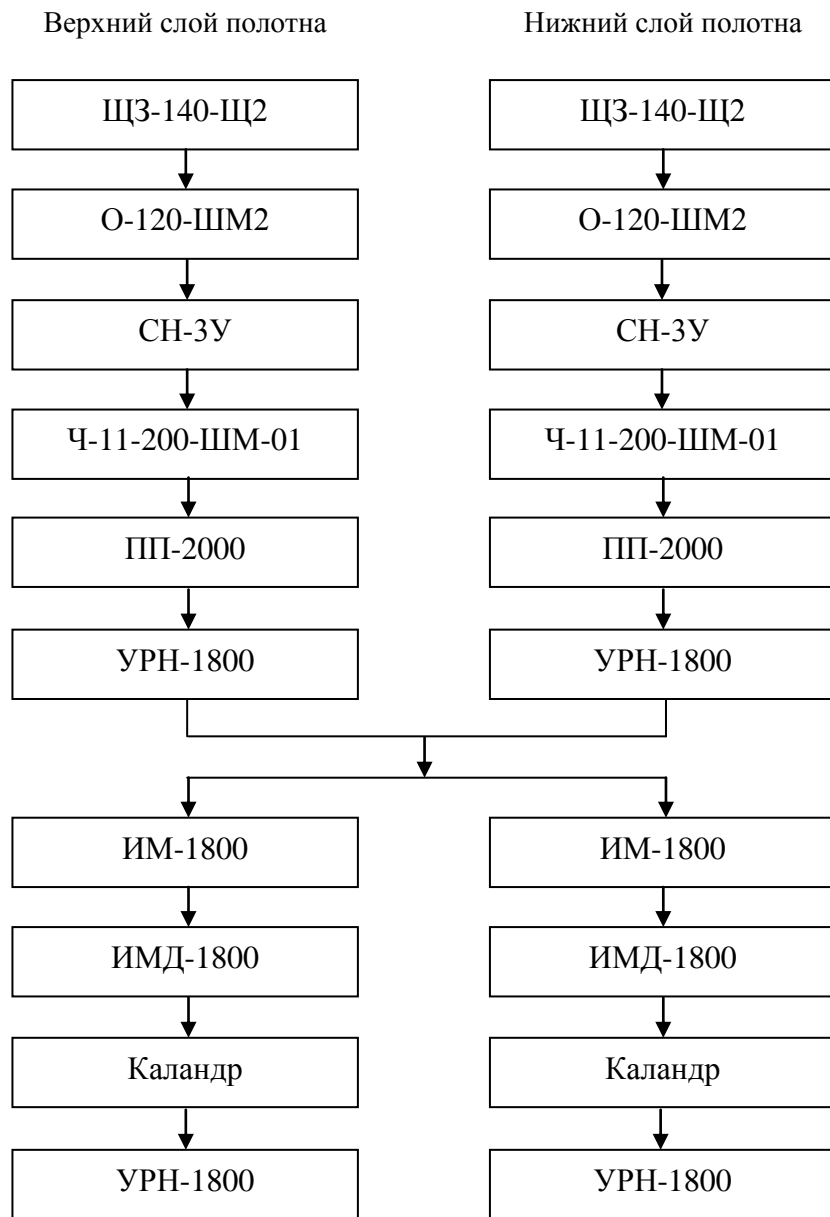 Верхний слой полотна
Нижний слой полотна
ЩЗ-140-Щ2
ЩЗ-140-Щ2
О-120-ШМ2
О-120-ШМ2
СН-3У
СН-3У
Ч-11-200-ШМ-01
Ч-11-200-ШМ-01
ПП-2000
ПП-2000
УРН-1800
УРН-1800
ИМ-1800
ИМ-1800
ИМД-1800
ИМД-1800
Каландр
Каландр
УРН-1800
УРН-1800